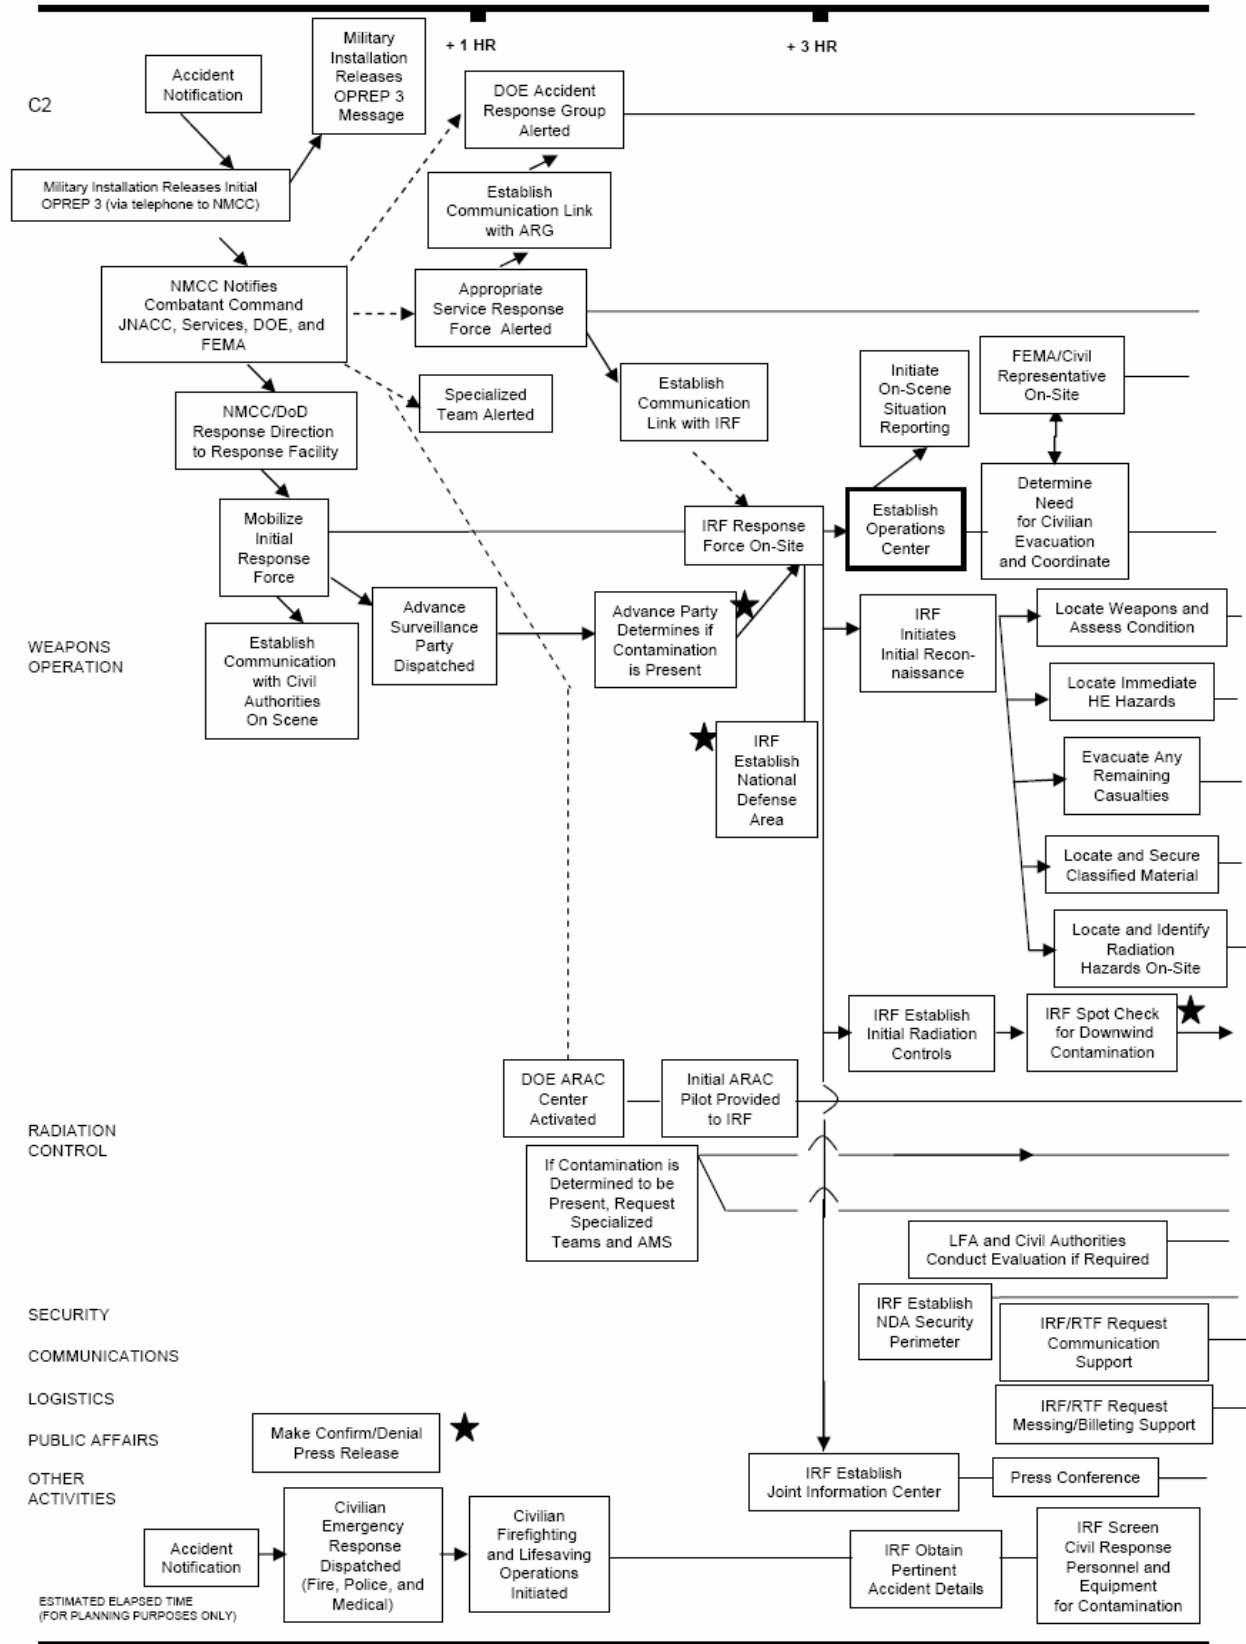 + 1 HR
+ 3 HR
C2
Accident
Notification
Military
Installation
Releases
OPREP 3
Message
DOE Accident
Response Group
Alerted
Military Installation Releases Initial
OPREP 3 (via telephone to NMCC)
Establish
Communication Link
with ARG
NMCC Notifies
Combatant Command
JNACC, Services, DOE, and
FEMA
Appropriate
Service Response
Force Alerted
Specialized
Team Alerted
Establish
Communication
Link with IRF
Initiate
On-Scene
Situation
Reporting
FEMA/Civil
Representative
On-Site
NMCC/DoD
Response Direction
to Response Facility
Mobilize
Initial
Response
Force
IRF Response
Force On-Site
Establish
Operations
Center
Determine
Need
for Civilian
Evacuation
and Coordinate
WEAPONS
OPERATION
Establish
Communication
with Civil
Authorities
On Scene
Advance
Surveillance
Party
Dispatched
Advance Party
Determines if
Contamination
is Present
IRF
Initiates
Initial Recon-
naissance
Locate Weapons and
Assess Condition
Locate Immediate
HE Hazards
IRF
Establish
National
Defense
Area
Evacuate Any
Remaining
Casualties
Locate and Secure
Classified Material
Locate and Identify
Radiation
Hazards On-Site
IRF Establish
Initial Radiation
Controls
IRF Spot Check
for Downwind
Contamination
RADIATION
CONTROL
DOE ARAC
Center
Activated
Initial ARAC
Pilot Provided
to IRF
If Contamination is
Determined to be
Present, Request
Specialized
Teams and AMS
LFA and Civil Authorities
Conduct Evaluation if Required
SECURITY
IRF Establish
NDA Security
Perimeter
COMMUNICATIONS
IRF/RTF Request
Communication
Support
LOGISTICS
IRF/RTF Request
Messing/Billeting Support
PUBLIC AFFAIRS
Make Confirm/Denial
Press Release
IRF Establish
Joint Information Center
Press Conference
OTHER
ACTIVITIES
Accident
Notification
Civilian
Emergency
Response
Dispatched
(Fire, Police, and
Medical)
Civilian
Firefighting
and Lifesaving
Operations
Initiated
IRF Obtain
Pertinent
Accident Details
IRF Screen
Civil Response
Personnel and
Equipment
for Contamination
ESTIMATED ELAPSED TIME
(FOR PLANNING PURPOSES ONLY)